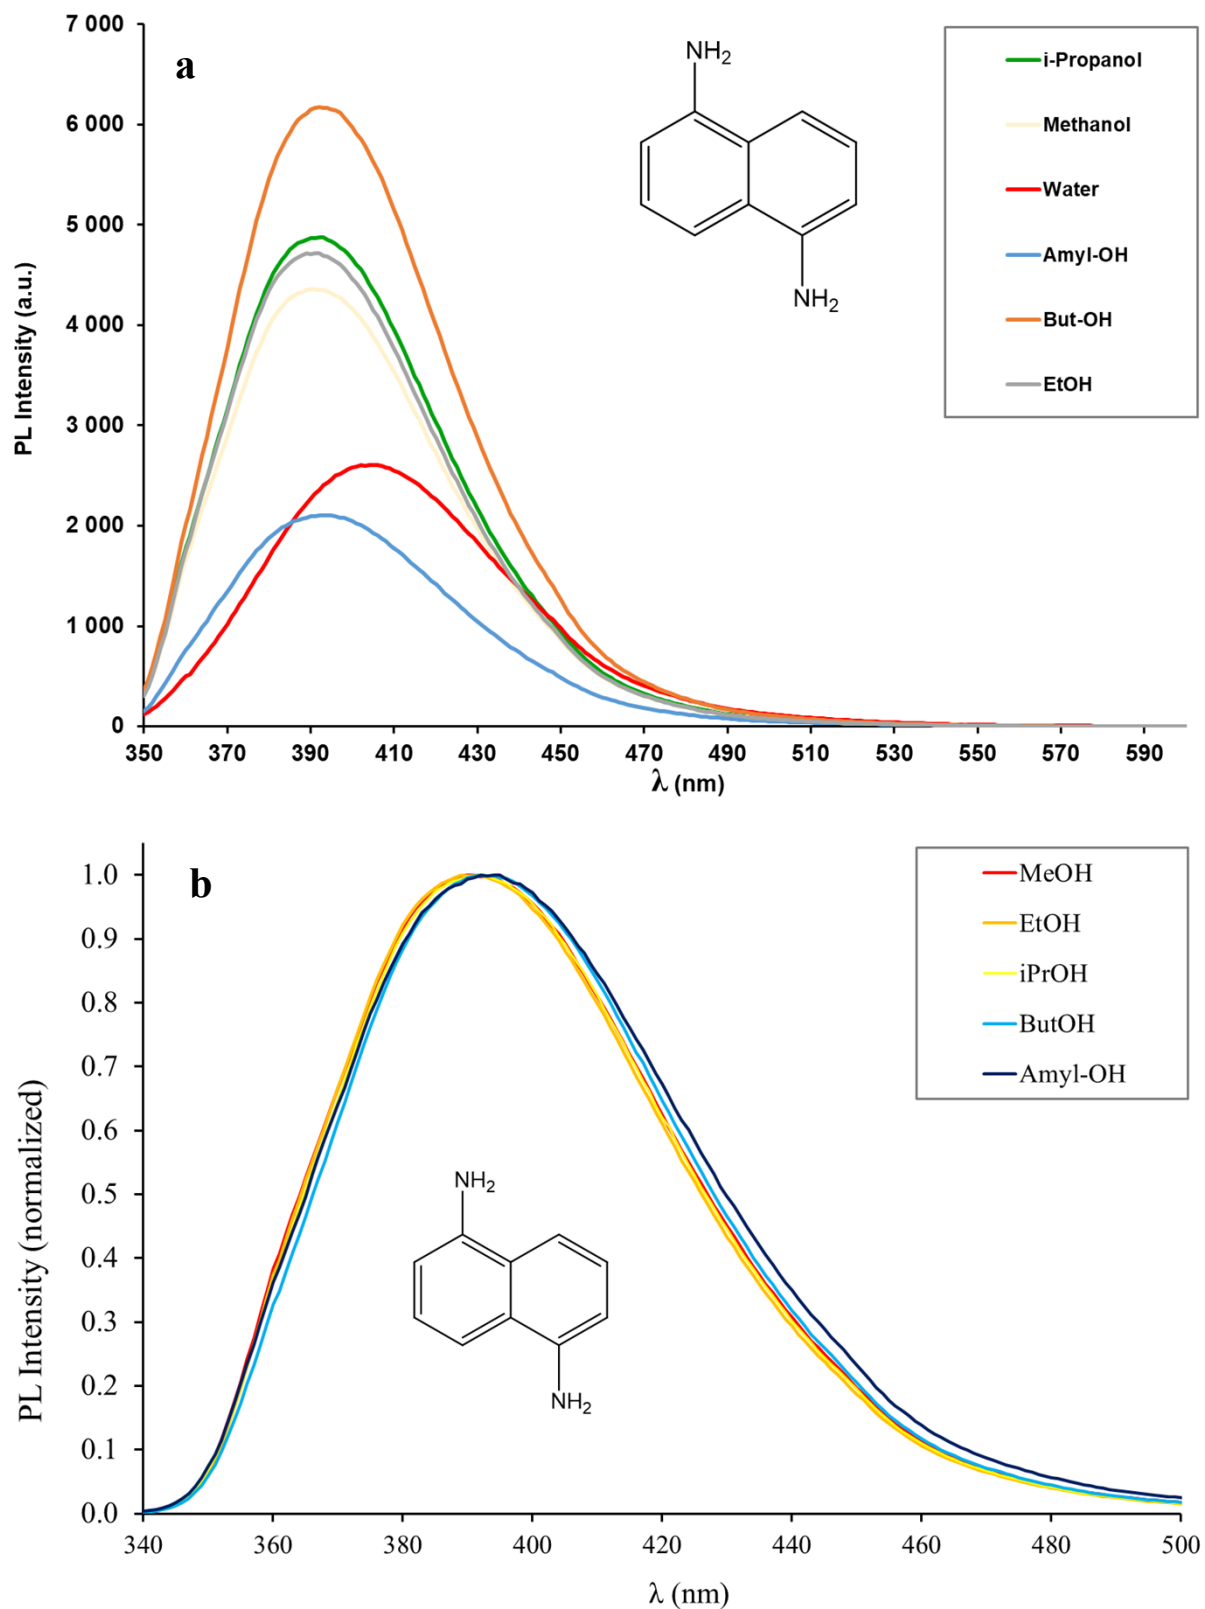 a
7 000
6 000
5 000
4 000
3 000
2 000
1 000
0
PL Intensity (a.u.)
350 370 390 410 430 450 470 490 510 530 550 570 590
λ (nm)
NH2
NH2
i-Propanol
Methanol
Water
Amyl-OH
But-OH
EtOH
b
1.0
0.9
0.8
0.7
0.6
0.5
0.4
0.3
0.2
0.1
0.0
PL Intensity (normalized)
340 360 380 400 420 440 460 480 500
λ (nm)
NH2
NH2
MeOH
EtOH
iPrOH
ButOH
Amyl-OH